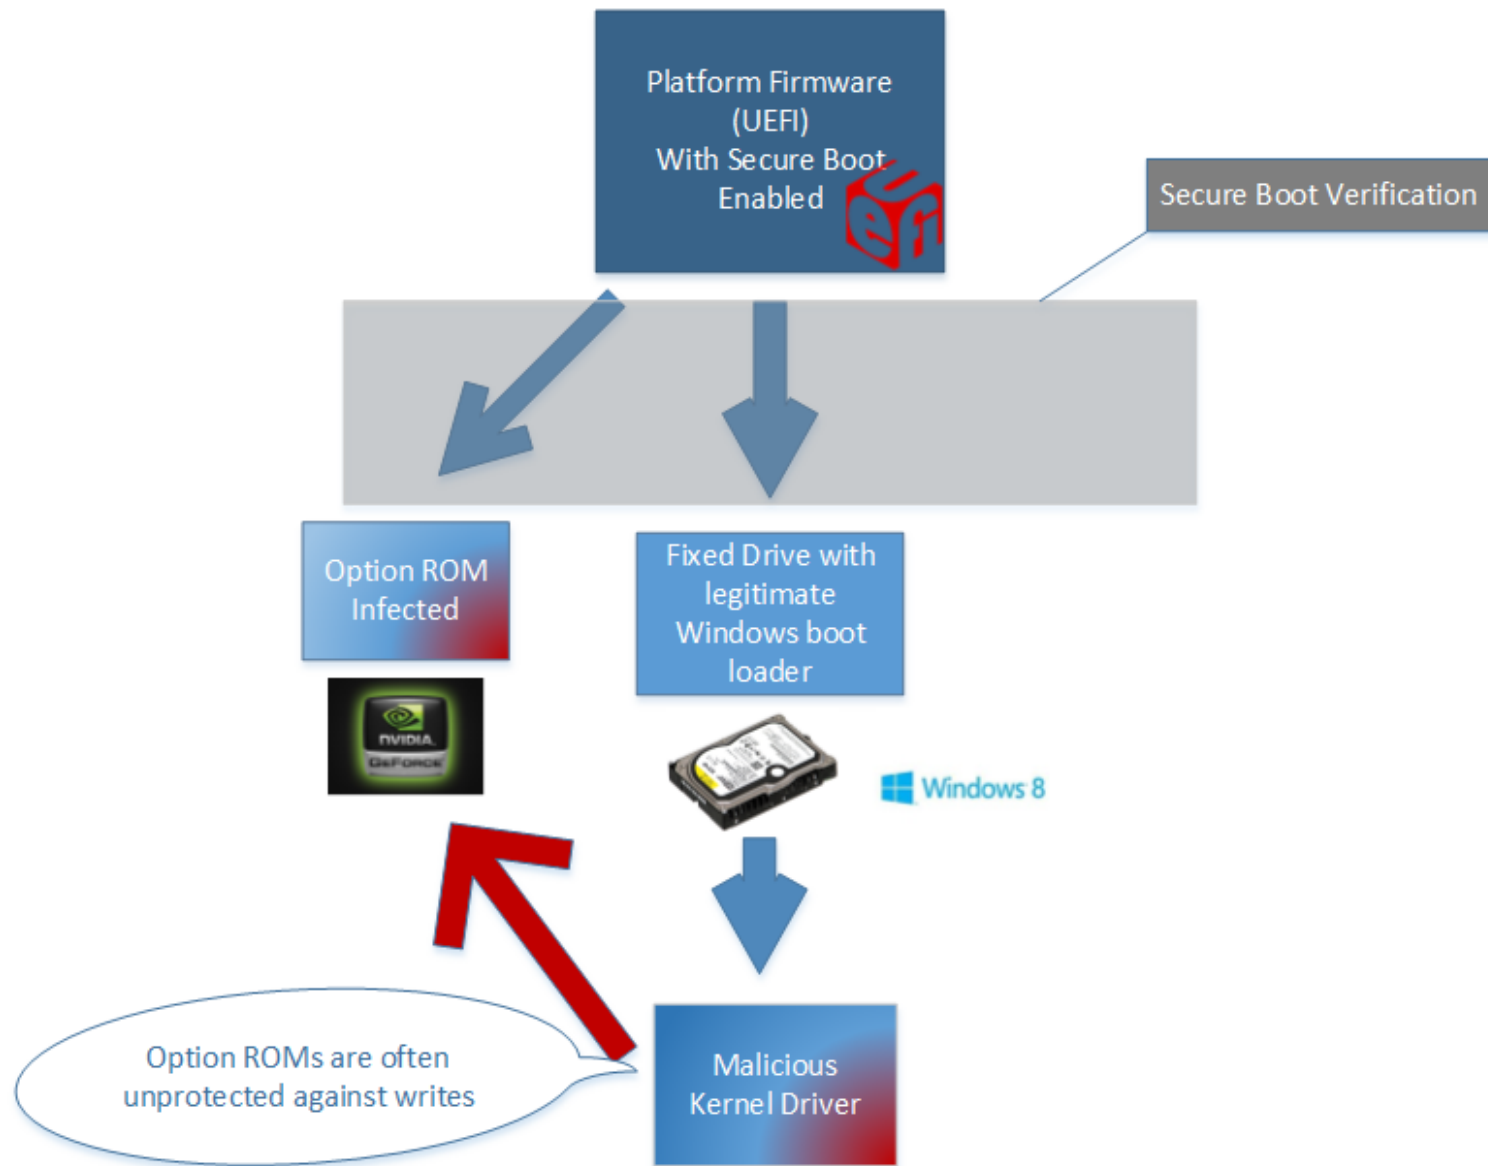 Platform Firmware
(UEFI)
With Secure Boot
Enabled
UEFI
Secure Boot Verification
Option ROM
Infected
Fixed Drive with
legitimate
Windows boot
loader
NVIDIA.
GEFORCE
Windows 8
Option ROMs are often
unprotected against writes
Malicious
Kernel Driver